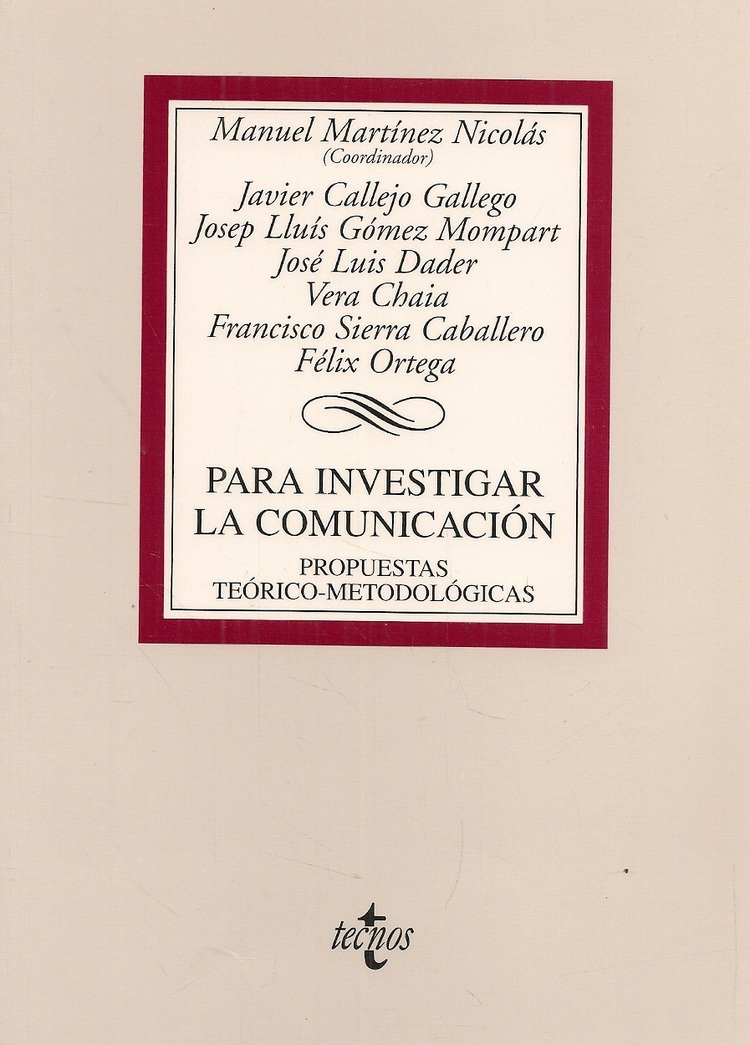 Manuel Martínez Nicolás
(Coordinador)
Javier Callejo Gallego
Josep Lluís Gómez Mompart
José Luis Dader
Vera Chaia
Francisco Sierra Caballero
Félix Ortega
PARA INVESTIGAR
LA COMUNICACIÓN
PROPUESTAS
TEÓRICO-METODOLÓGICAS
tecnos